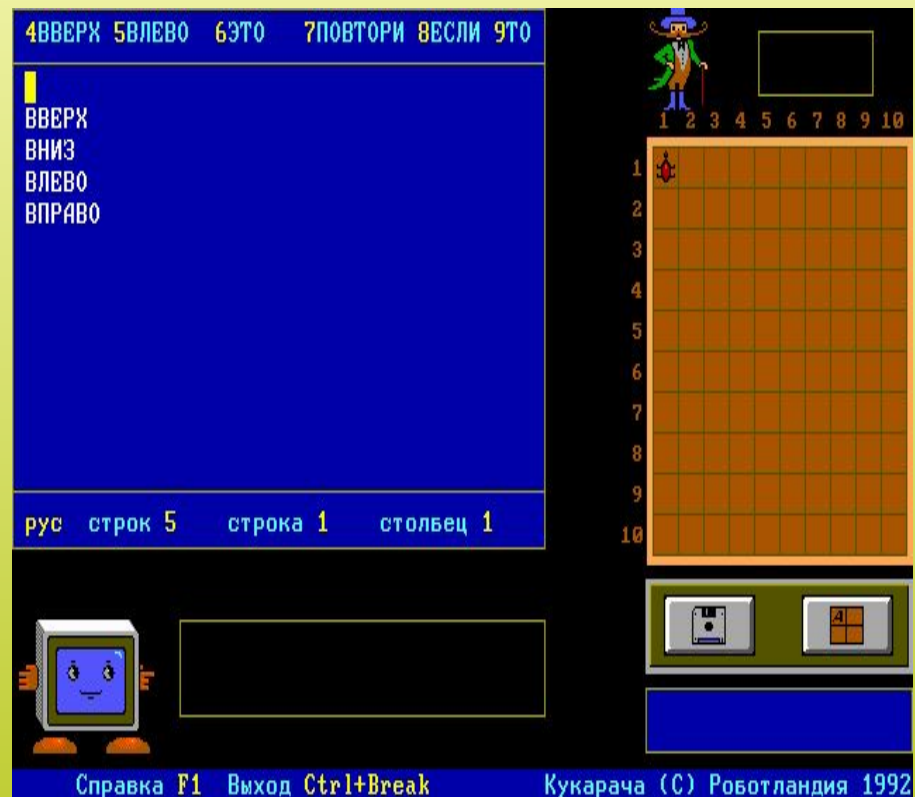 4ВВЕРХ 5ВЛЕВО 6ЭТО 7ПОВТОРИ 8ЕСЛИ 9ТО
ВВЕРХ
ВНИЗ
ВЛЕВО
ВПРАВО
рус строк 5 строка 1 столбец 1
1 2 3 4 5 6 7 8 9 10
1
2
3
4
5
6
7
8
9
10
А
Справка F1 Выход Ctrl+Break Кукарача (C) Роботландия 1992